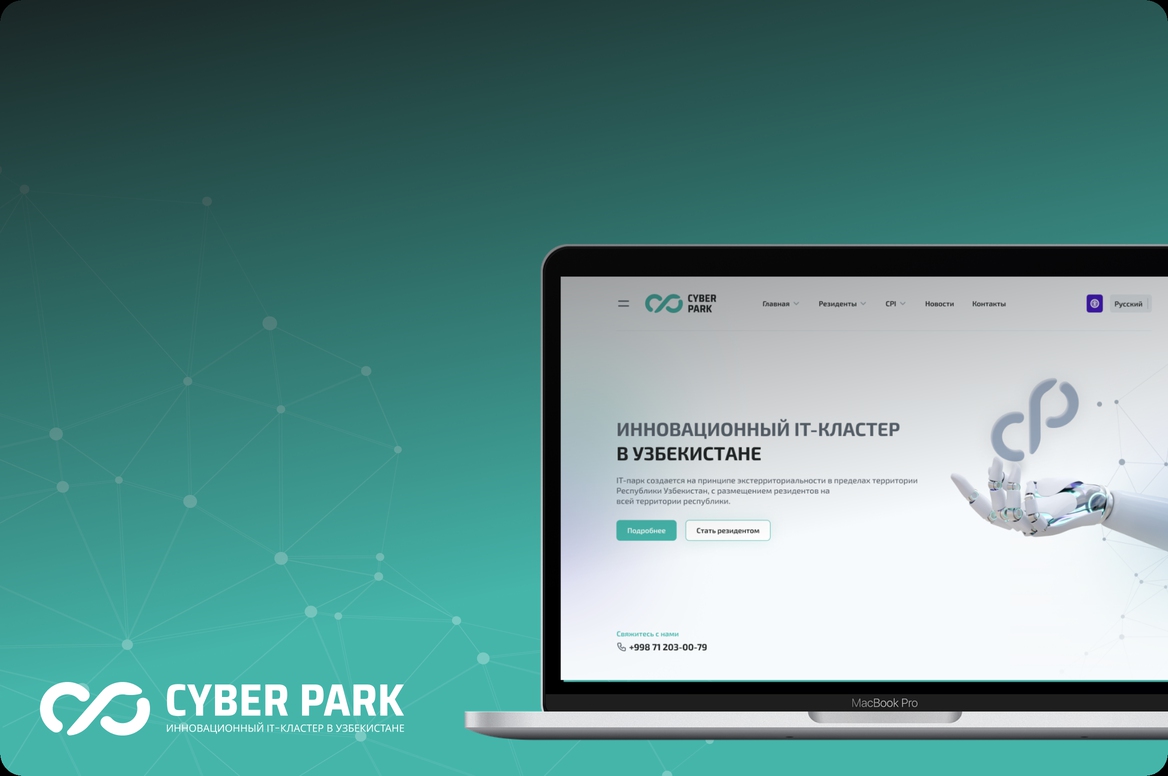 CYBER
PARK
Главная
Резиденты
CPI
Новости
Контакты
Русский
ИННОВАЦИОННЫЙ IT-КЛАСТЕР
В УЗБЕКИСТАНЕ
IT-парк создается на принципе экстерриториальности в пределах территории
Республики Узбекистан, с размещением резидентов на
всей территории республики.
Подробнее
Стать резидентом
Свяжитесь с нами
+998 71 203-00-79
MacBook Pro
CYBER PARK
ИННОВАЦИОННЫЙ IT-КЛАСТЕР В УЗБЕКИСТАНЕ